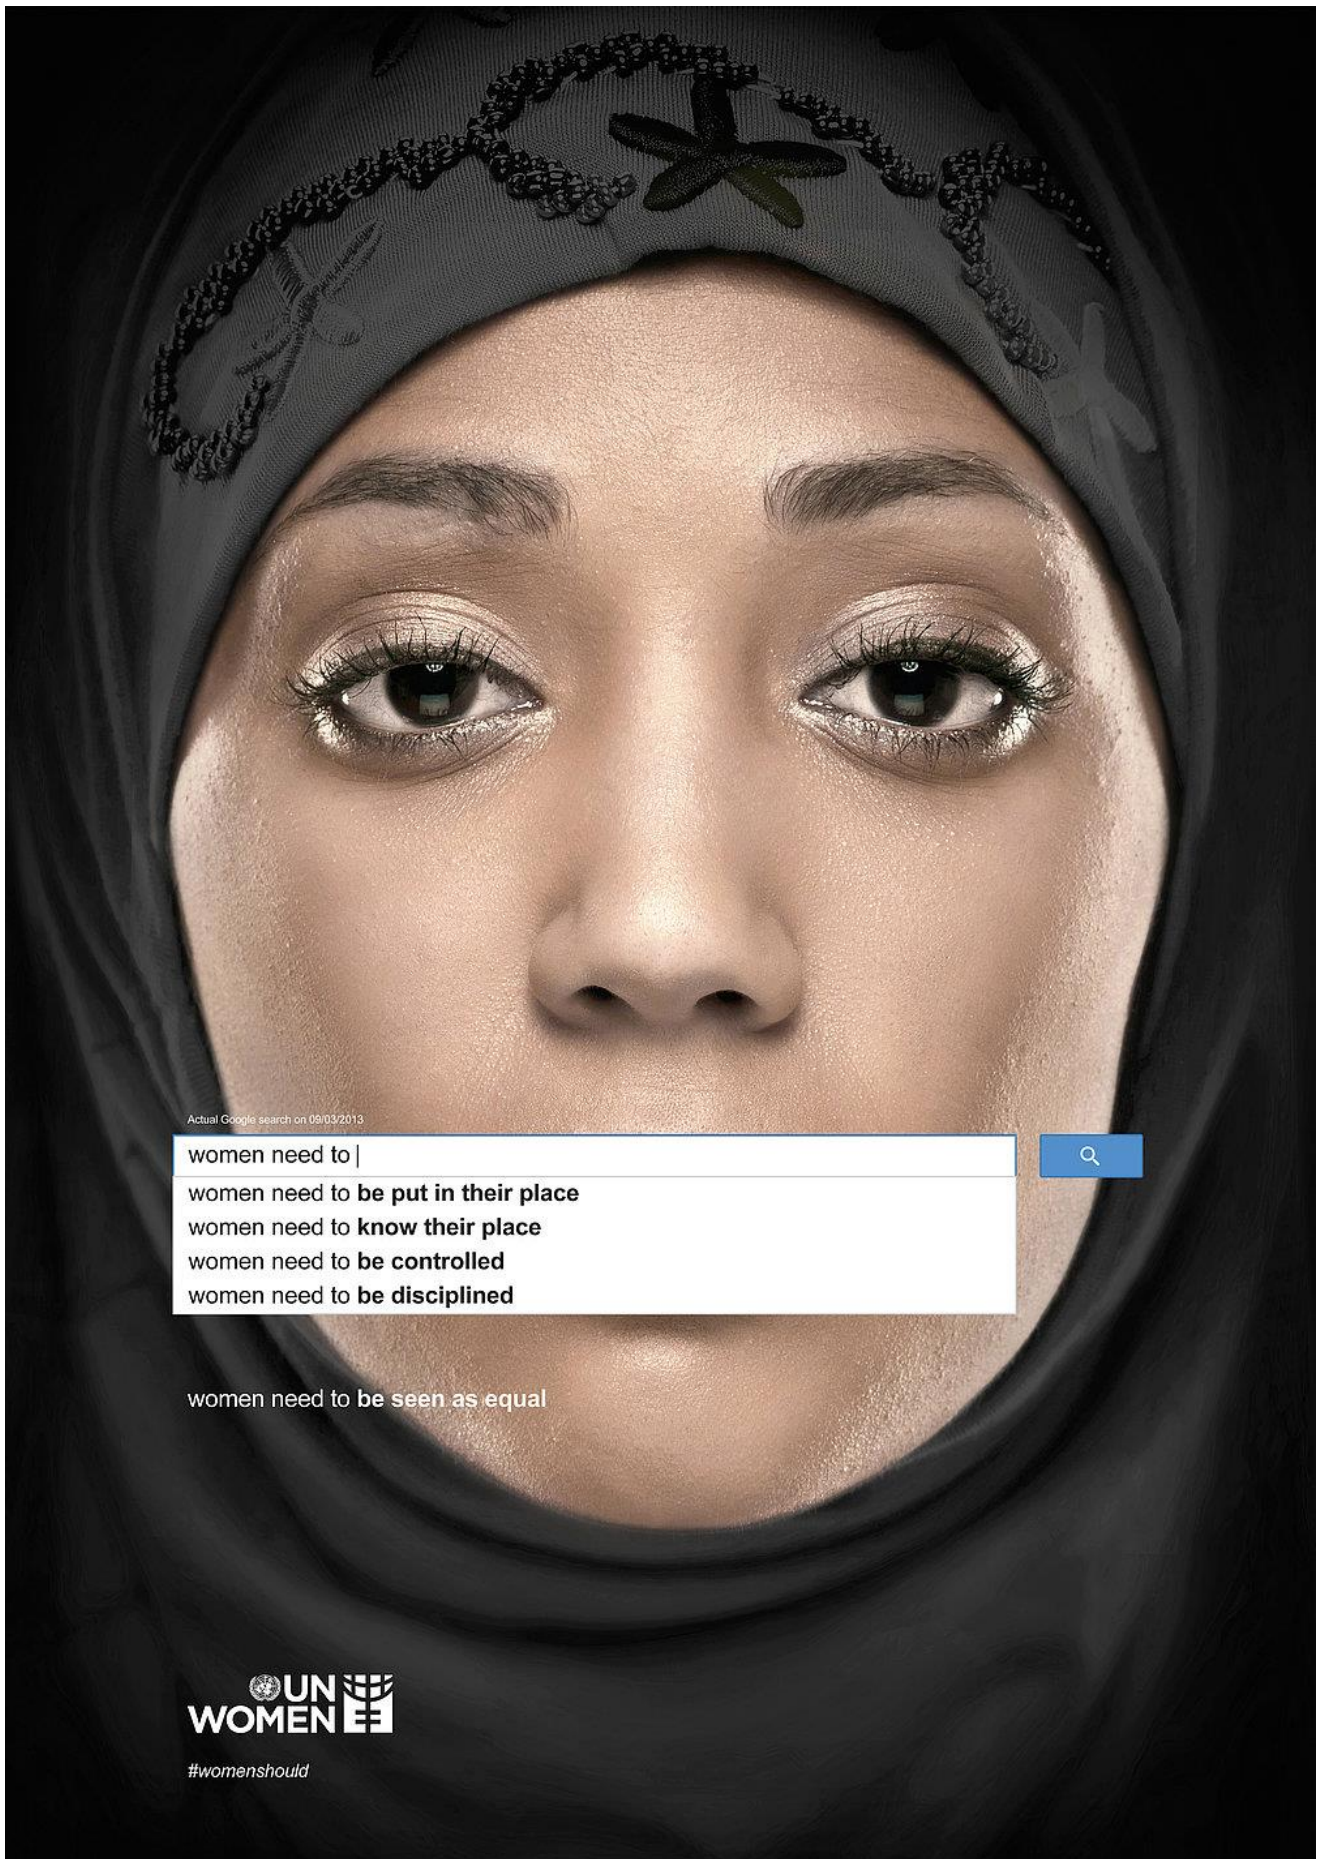 Actual Google search on 09/03/2013
women need to
women need to be put in their place
women need to know their place
women need to be controlled
women need to be disciplined
women need to be seen as equal
UN
WOMEN
#womenshould